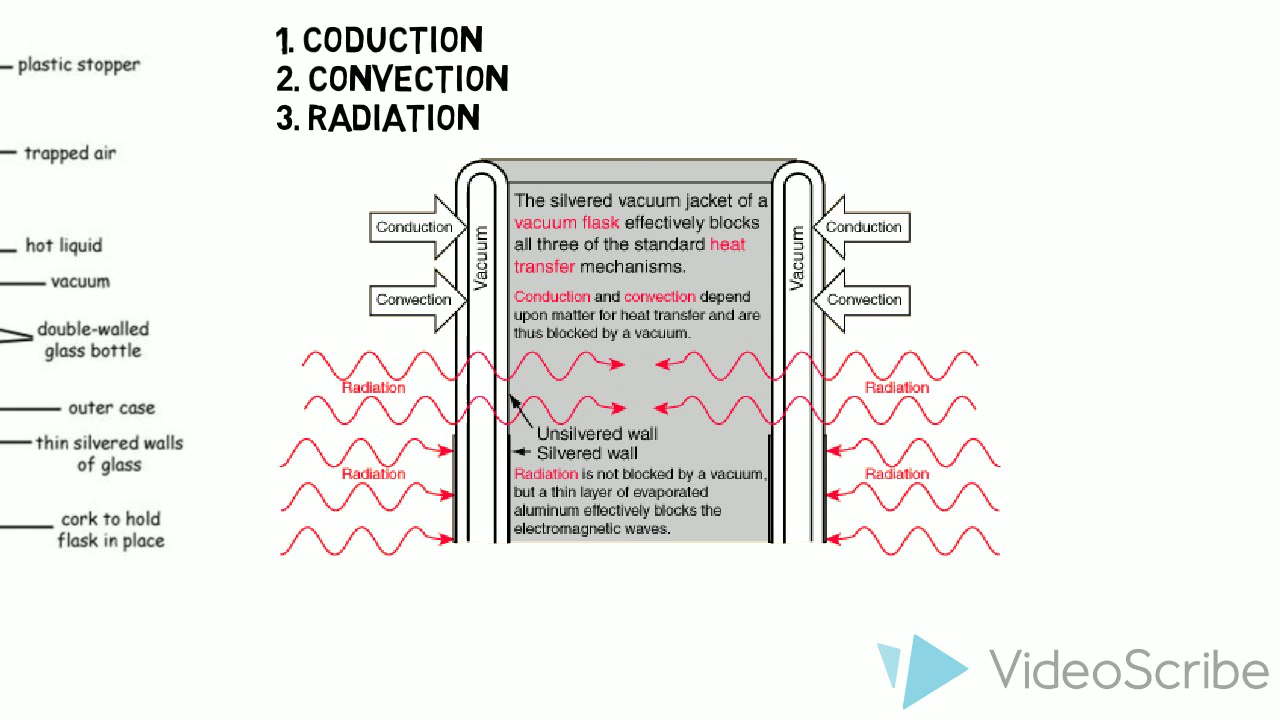 1. CODUCTION
2. CONVECTION
3. RADIATION
plastic stopper
trapped air
hot liquid
vacuum
double-walled
glass bottle
outer case
thin silvered walls
of glass
cork to hold
flask in place
Conduction
Convection
Vacuum
The silvered vacuum jacket of a
vacuum flask effectively blocks
all three of the standard heat
transfer mechanisms.
Conduction and convection depend
upon matter for heat transfer and are
thus blocked by a vacuum.
Vacuum
Conduction
Convection
Radiation
Radiation
Unsilvered wall
Silvered wall
Radiation
Radiation is not blocked by a vacuum,
but a thin layer of evaporated
aluminum effectively blocks the
electromagnetic waves.
Radiation
VideoScribe